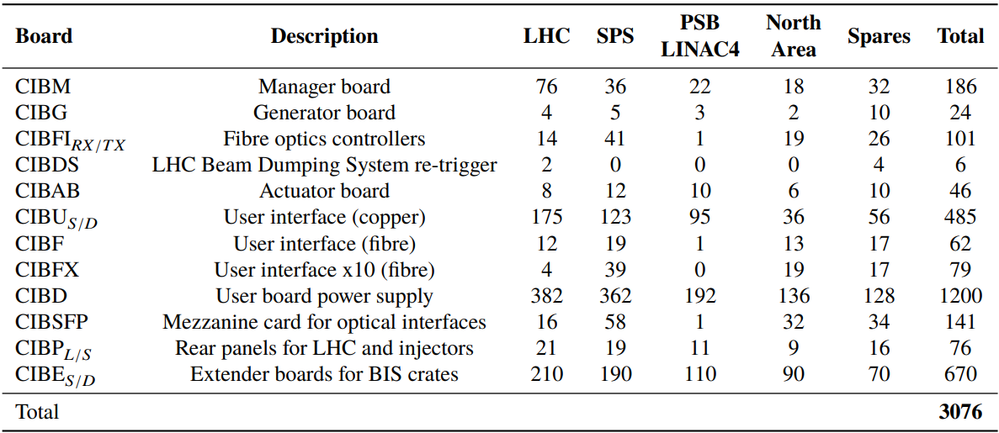 Board Description LHC SPS PSB LINAC4 North Area Spares Total
CIBM Manager board 76 36 22 18 32 186
CIBG Generator board 4 5 3 2 10 24
CIBFI RX/TX Fibre optics controllers 14 41 1 19 26 101
CIBDS LHC Beam Dumping System re-trigger 2 0 0 0 4 6
CIBAB Actuator board 8 12 10 6 10 46
CIBU S/D User interface (copper) 175 123 95 36 56 485
CIBF User interface (fibre) 12 19 1 13 17 62
CIBFX User interface x10 (fibre) 4 39 0 19 17 79
CIBD User board power supply 382 362 192 136 128 1200
CIBSFP Mezzanine card for optical interfaces 16 58 1 32 34 141
CIBP L/S Rear panels for LHC and injectors 21 19 11 9 16 76
CIBE S/D Extender boards for BIS crates 210 190 110 90 70 670
Total 3076